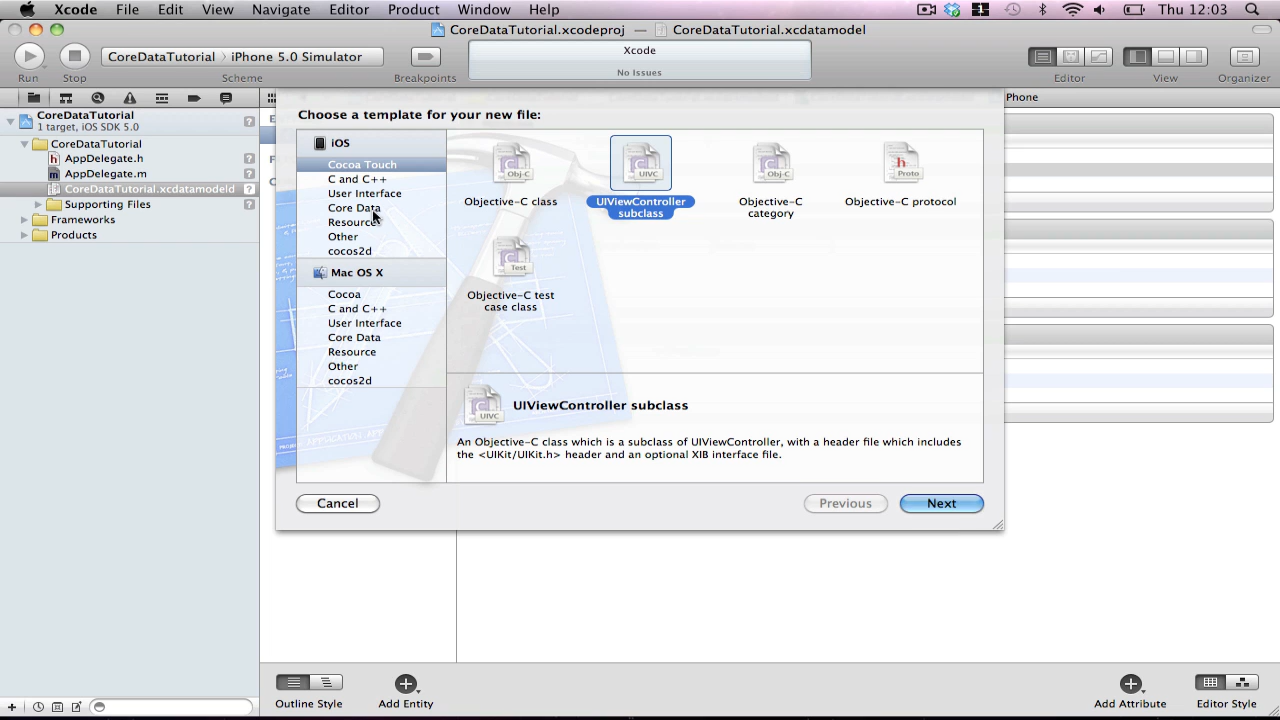 Xcode File Edit View Navigate Editor Product Window Help Thu 12:03
CoreDataTutorial.xcodeproj — CoreDataTutorial.xcdatamodel
CoreDataTutorial 〉 iPhone 5.0 Simulator
Xcode
No Issues
Run Stop Scheme Breakpoints Editor View Organizer
Phone
CoreDataTutorial
1 target, iOS SDK 5.0
CoreDataTutorial
AppDelegate.h
AppDelegate.m
CoreDataTutorial.xcdatamodeld
Supporting Files
Frameworks
Products
Choose a template for your new file:
iOS
Cocoa Touch
C and C++
User Interface
Core Data
Resource
Other
cocos2d
Mac OS X
Cocoa
C and C++
User Interface
Core Data
Resource
Other
cocos2d
C Obj-C
Objective-C class
C UIVC
UIViewController
subclass
C Obj-C
Objective-C
category
h Proto
Objective-C protocol
C Test
Objective-C test
case class
C UIVC
UIViewController subclass
An Objective-C class which is a subclass of UIViewController, with a header file which includes
the <UIKit/UIKit.h> header and an optional XIB interface file.
Cancel Previous Next
Outline Style Add Entity Add Attribute Editor Style